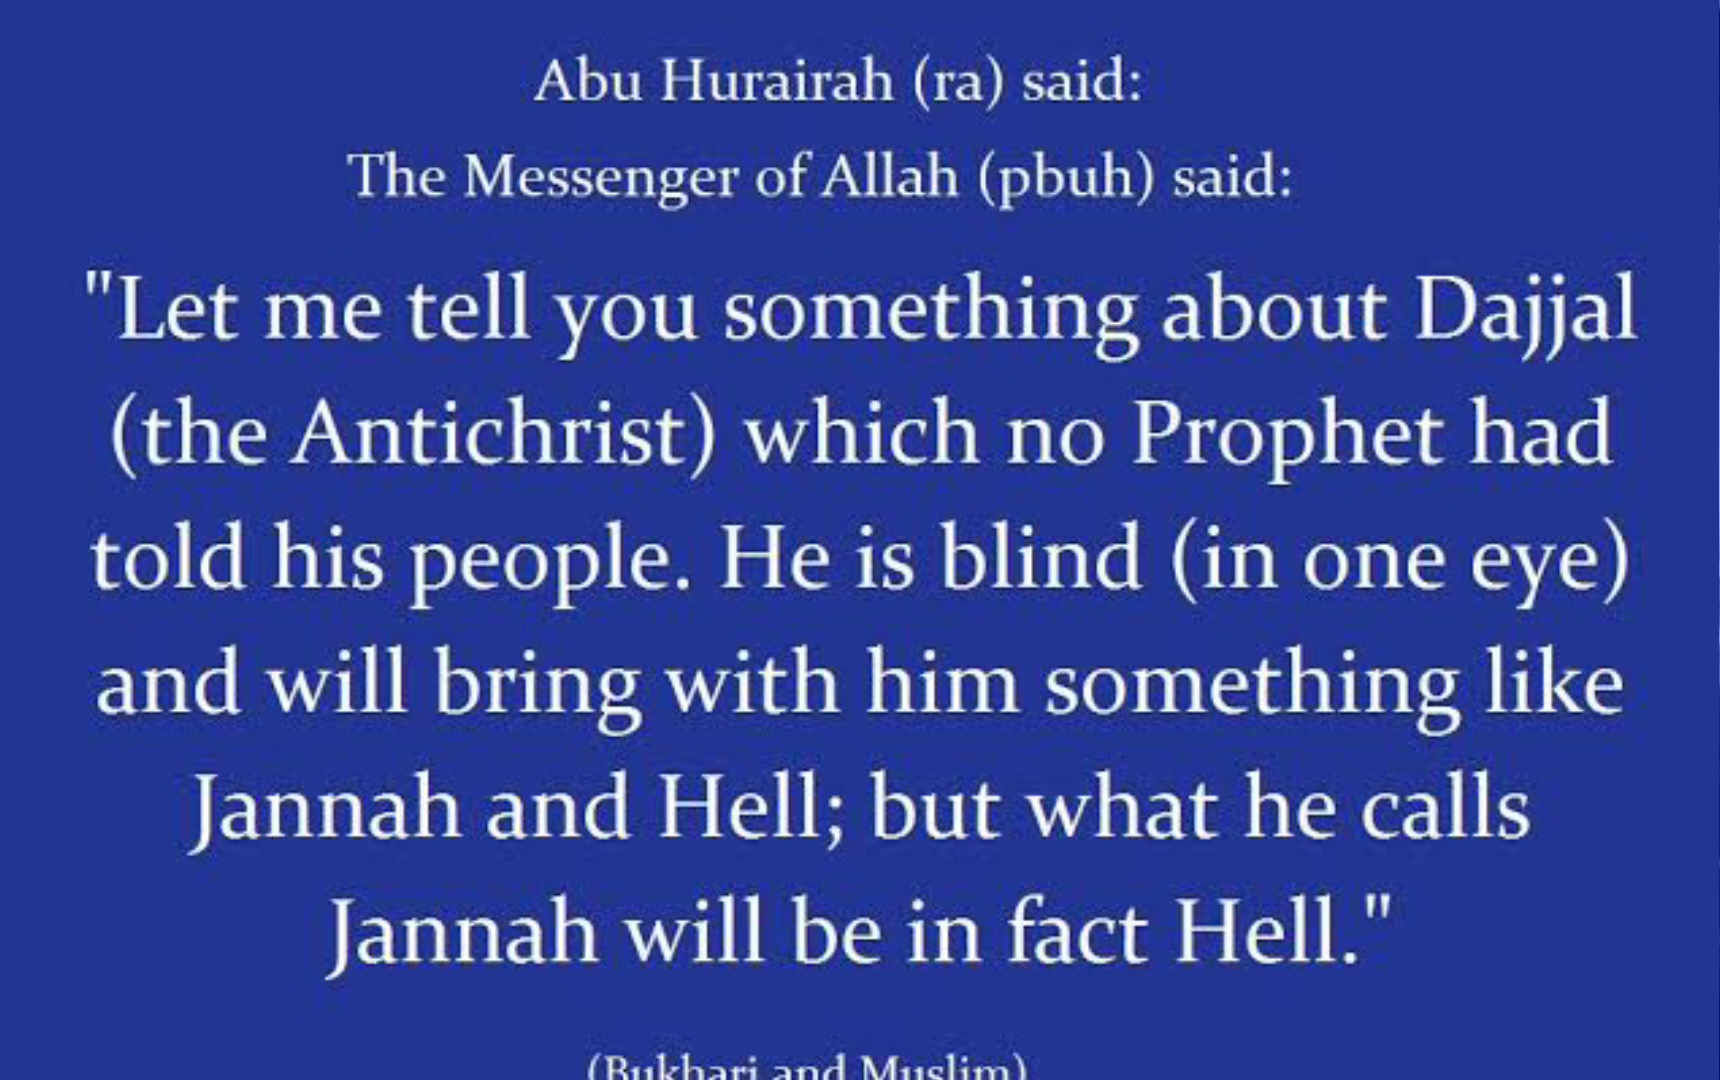 Abu Hurairah (ra) said:
The Messenger of Allah (pbuh) said:
"Let me tell you something about Dajjal
(the Antichrist) which no Prophet had
told his people. He is blind (in one eye)
and will bring with him something like
Jannah and Hell; but what he calls
Jannah will be in fact Hell."
(Bukhari and Muslim)